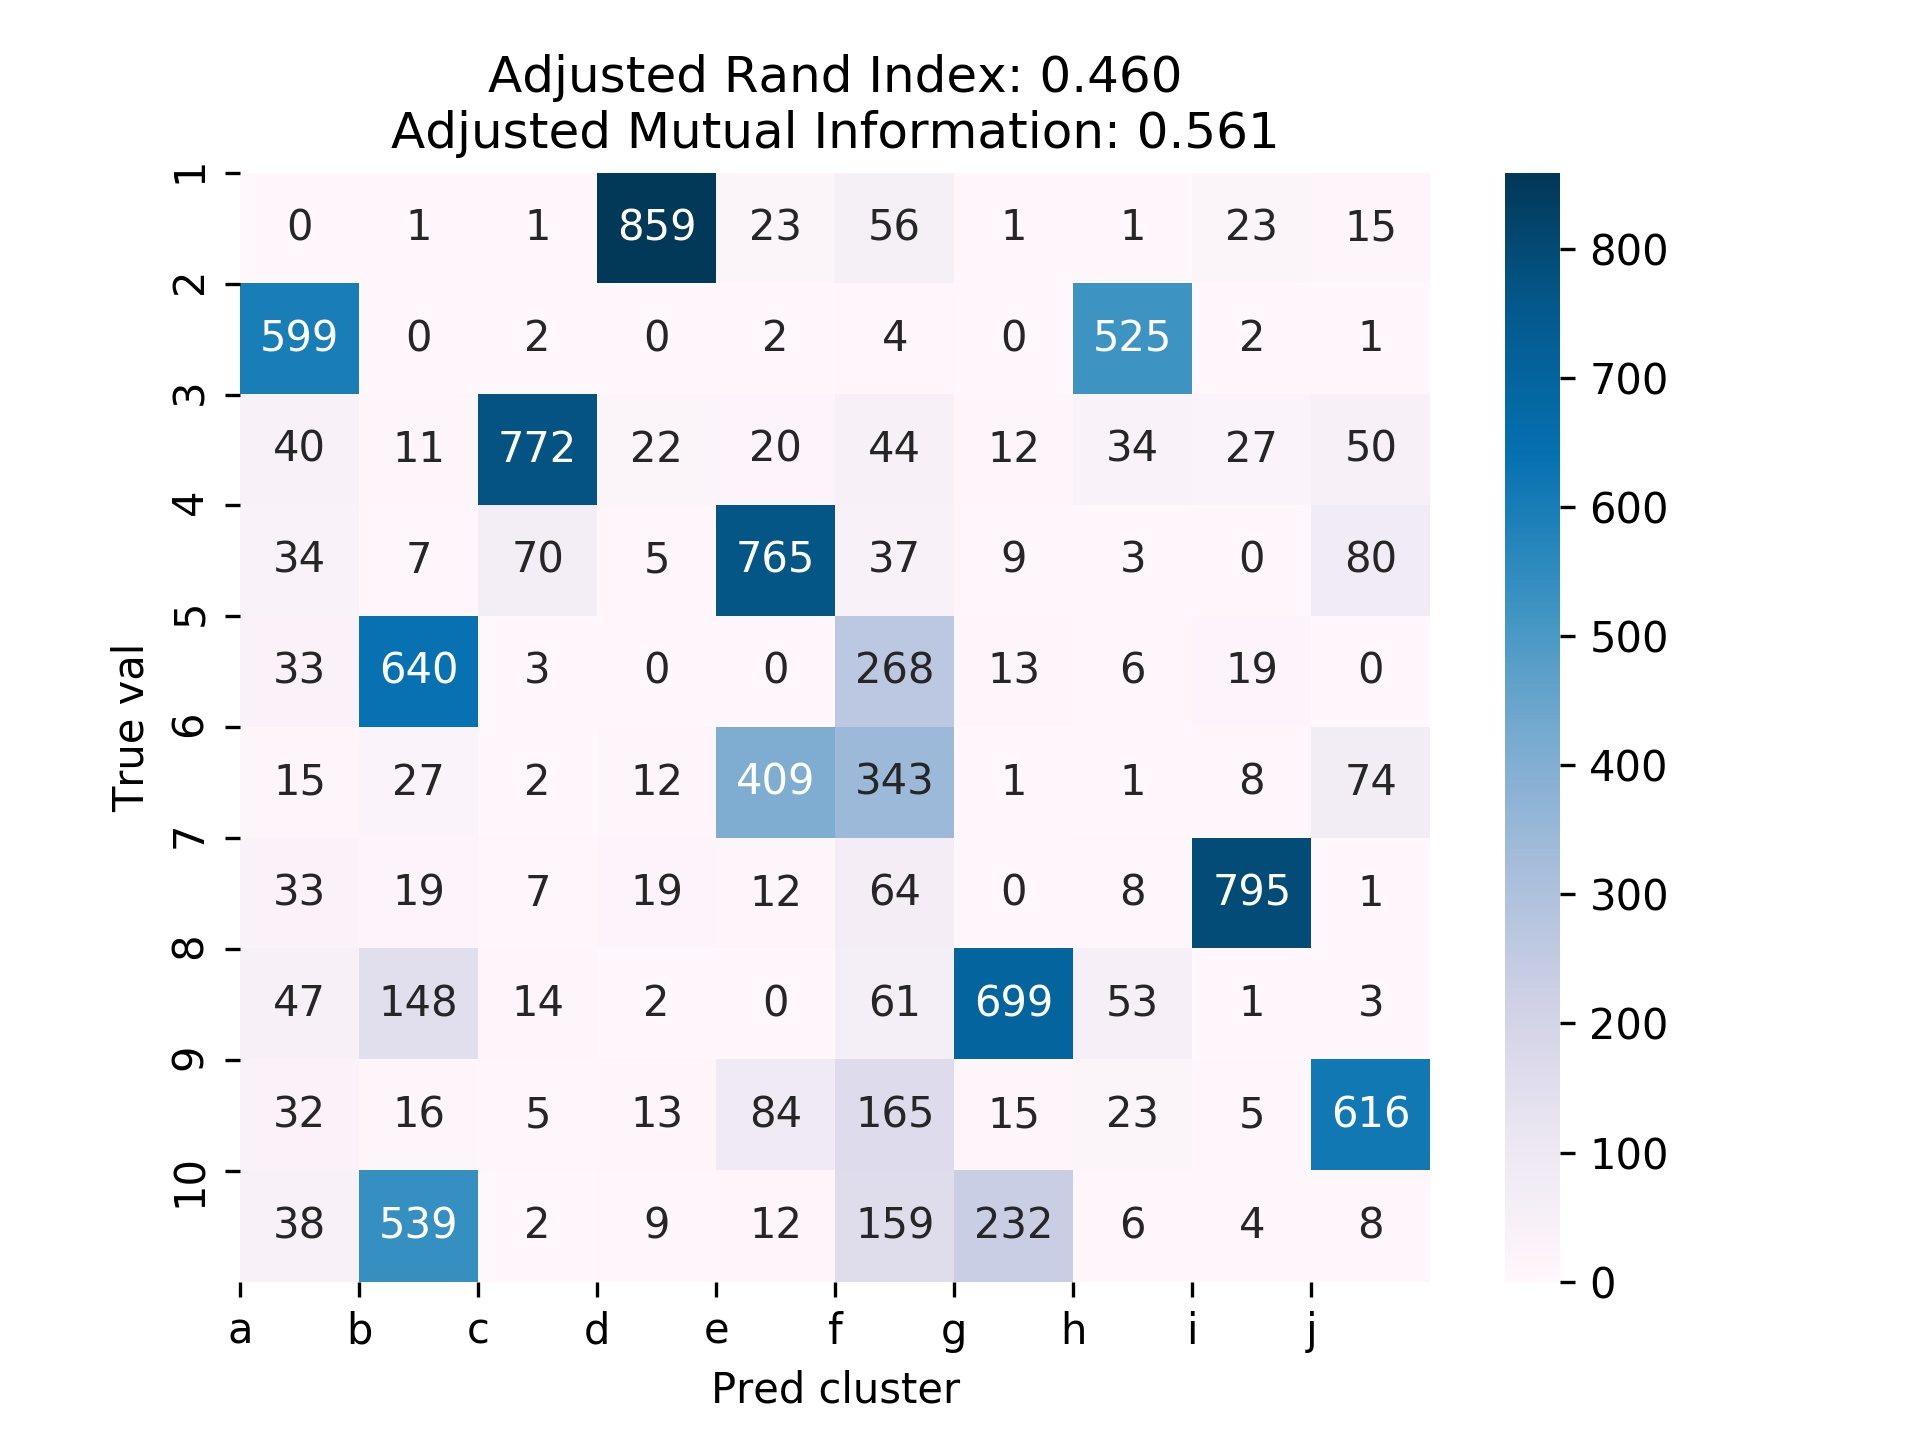 Adjusted Rand Index: 0.460
Adjusted Mutual Information: 0.561
1
0 1 1 859 23 56 1 1 23 15
2
599 0 2 0 2 4 0 525 2 1
3
40 11 772 22 20 44 12 34 27 50
4
34 7 70 5 765 37 9 3 0 80
5
33 640 3 0 0 268 13 6 19 0
6
15 27 2 12 409 343 1 1 8 74
7
33 19 7 19 12 64 0 8 795 1
8
47 148 14 2 0 61 699 53 1 3
9
32 16 5 13 84 165 15 23 5 616
10
38 539 2 9 12 159 232 6 4 8
True val
a b c d e f g h i j
Pred cluster
800
700
600
500
400
300
200
100
0